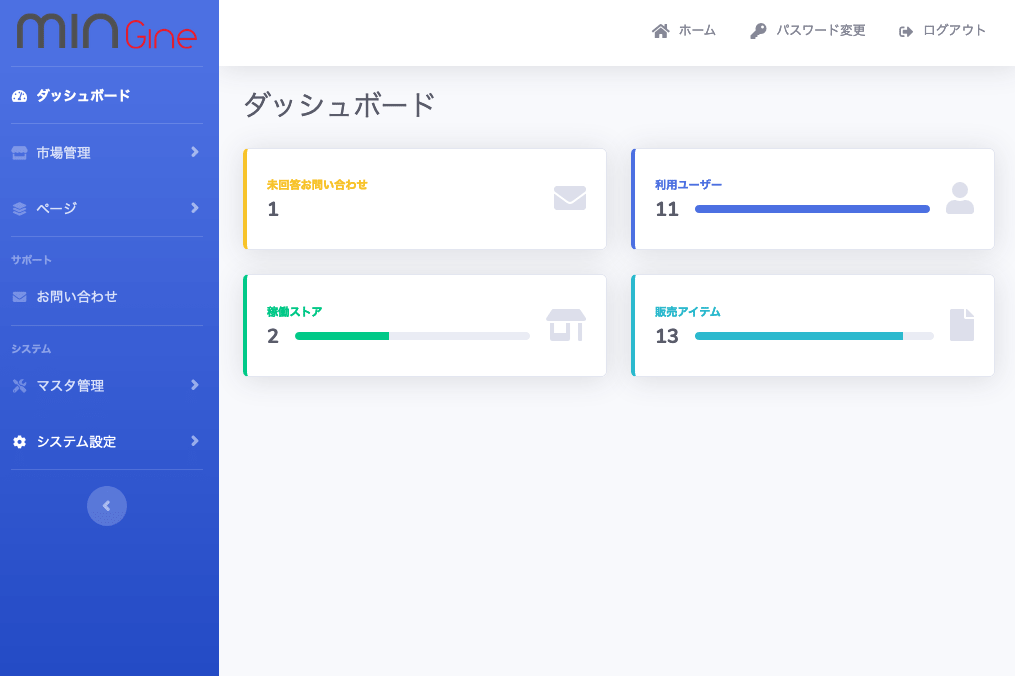 minGine
ホーム
パスワード変更
ログアウト
ダッシュボード
市場管理
ページ
サポート
お問い合わせ
システム
マスタ管理
システム設定
ダッシュボード
未回答お問い合わせ
1
利用ユーザー
11
稼働ストア
2
販売アイテム
13